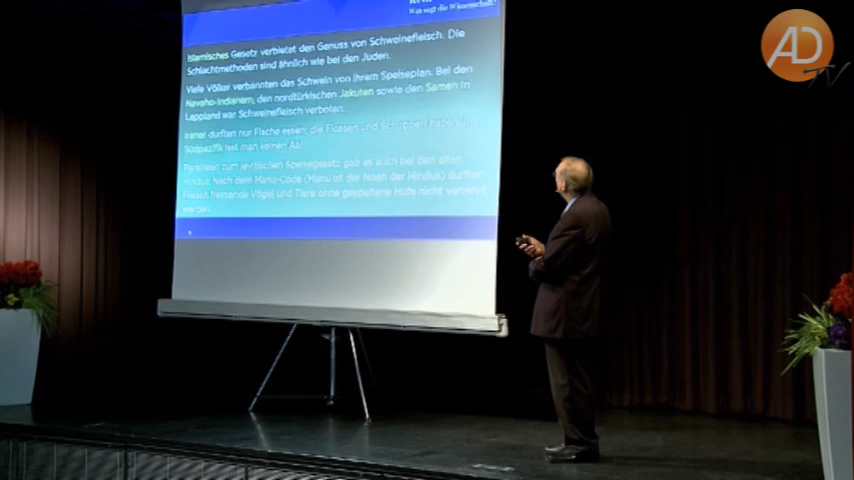 Was sagt die Wissenschaft?
Islamisches Gesetz verbietet den Genuss von Schweinefleisch. Die
Schlachtmethoden sind ähnlich wie bei den Juden.
Viele Völker verbannten das Schwein von ihrem Speiseplan. Bei den
Navaho-Indianern, den nordtürkischen Jakuten sowie den Samen in
Lappland war Schweinefleisch verboten.
dürften nur Fische essen, die Flossen und Schuppen haben. Im
Südpazifik isst man keinen Aal.
Parallelen zum levitischen Speisegesetz gab es auch bei den alten
Hindus: Nach dem Manu-Code (Manu ist der Noah der Hindus) durften
Fleisch fressende Vögel und Tiere ohne gespaltene Hufe nicht verzehrt
werden.
AD
TV